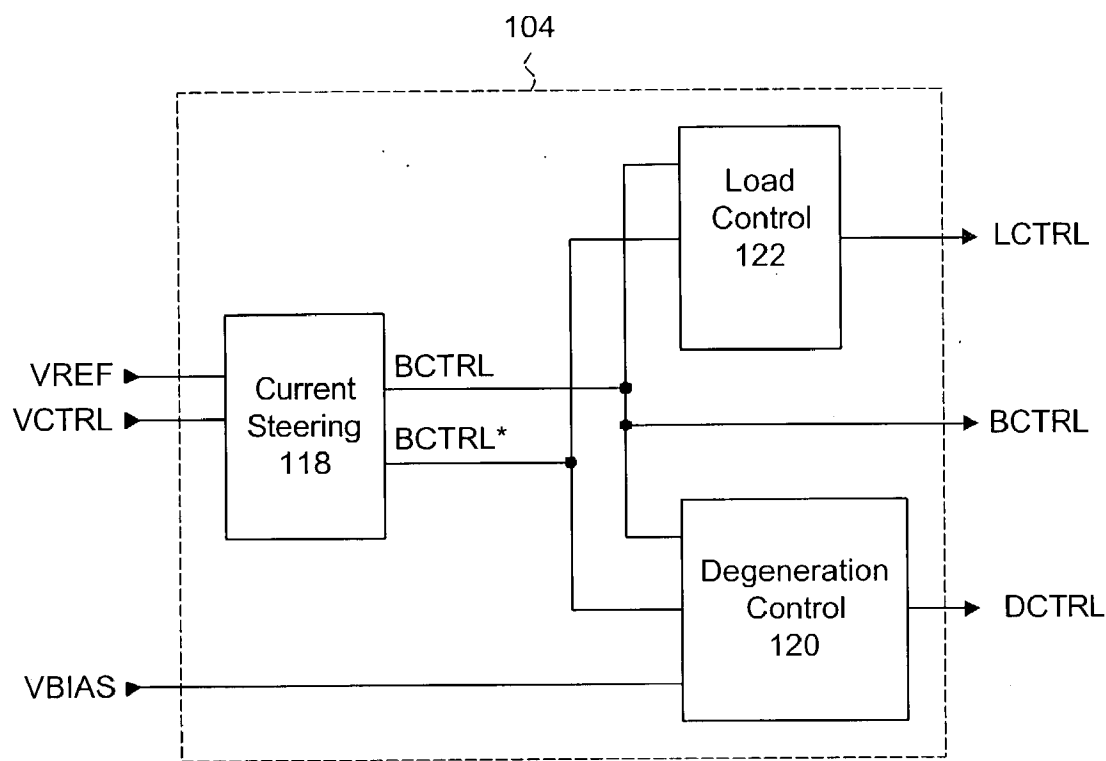 104
Load
Control
122
LCTRL
VREF
VCTRL
Current
Steering
118
BCTRL
BCTRL*
BCTRL
Degeneration
Control
120
DCTRL
VBIAS